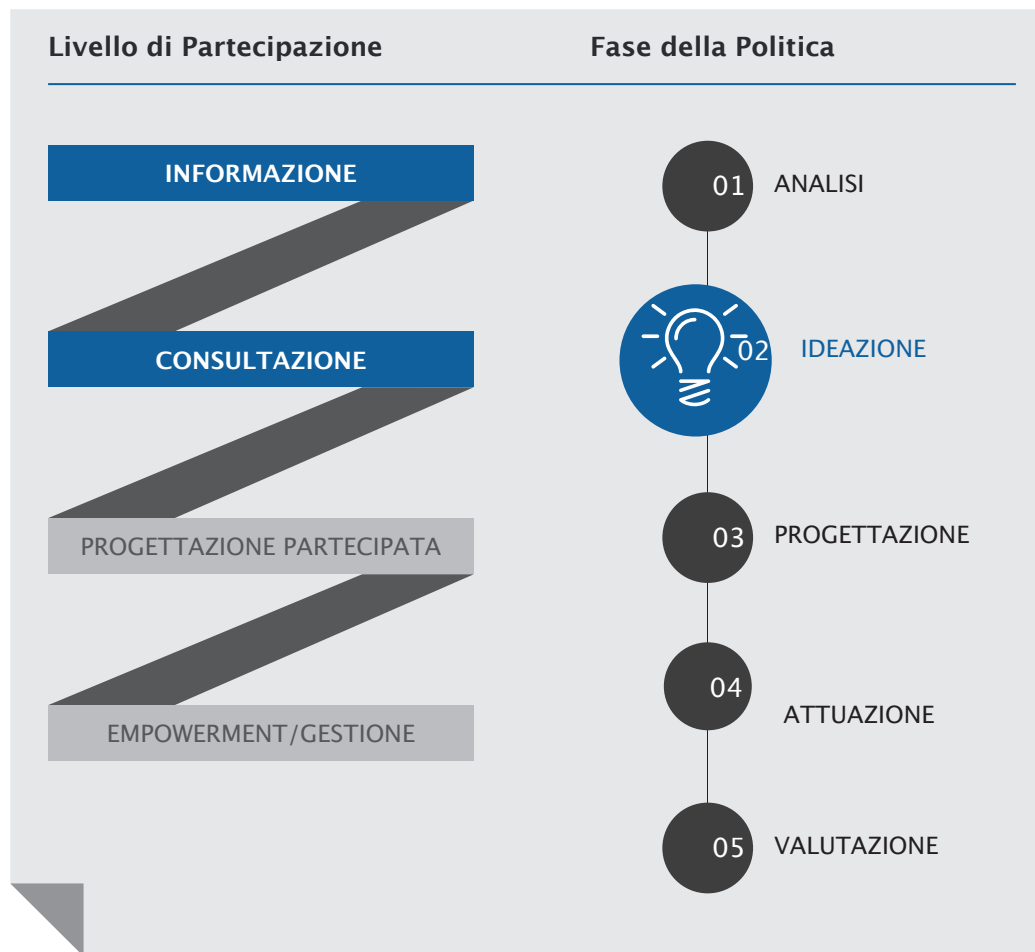 Livello di Partecipazione
Fase della Politica
INFORMAZIONE
CONSULTAZIONE
PROGETTAZIONE PARTECIPATA
EMPOWERMENT/GESTIONE
01 ANALISI
02 IDEAZIONE
03 PROGETTAZIONE
04 ATTUAZIONE
05 VALUTAZIONE